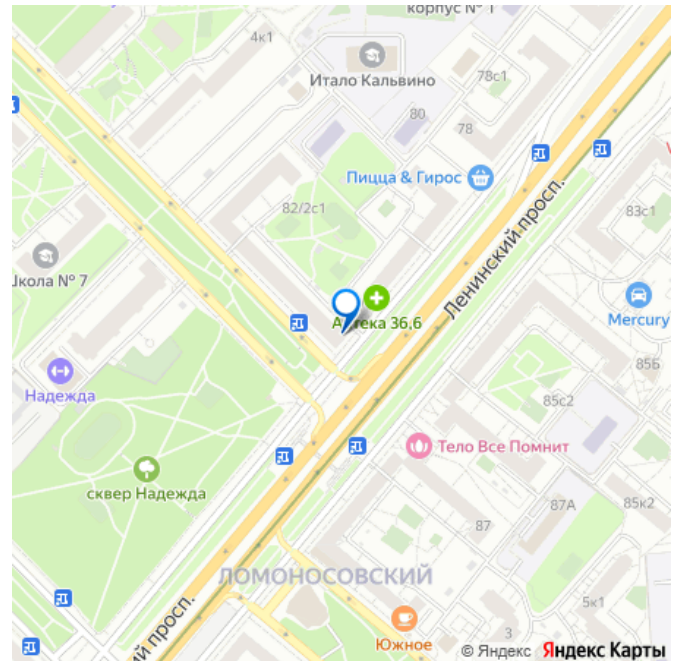 корпус № 1
4к1
Итало Кальвино
78с1
80
78
Пицца & Гирос
82/2с1
Ленинский просп.
83с1
Школа № 7
Аптека 36,6
Mercury
85Б
Надежда
85с2
Тело Все Помнит
сквер Надежда
87А
85к2
87
ЛОМОНОСОВСКИЙ
5к1
ий просп.
Южное
3
© Яндекс Яндекс Карты